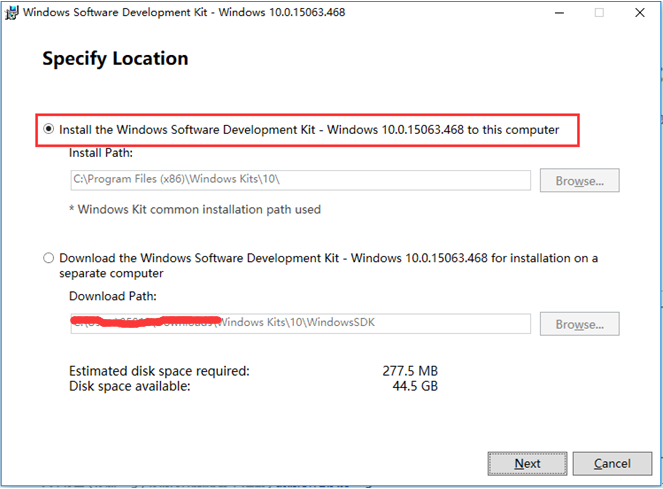 Windows Software Development Kit - Windows 10.0.15063.468
Specify Location
Install the Windows Software Development Kit - Windows 10.0.15063.468 to this computer
Install Path:
C:\Program Files (x86)\Windows Kits\10\
Browse...
* Windows Kit common installation path used
Download the Windows Software Development Kit - Windows 10.0.15063.468 for installation on a
separate computer
Download Path:
\Windows Kits\10\WindowsSDK
Browse...
Estimated disk space required: 277.5 MB
Disk space available: 44.5 GB
Next
Cancel